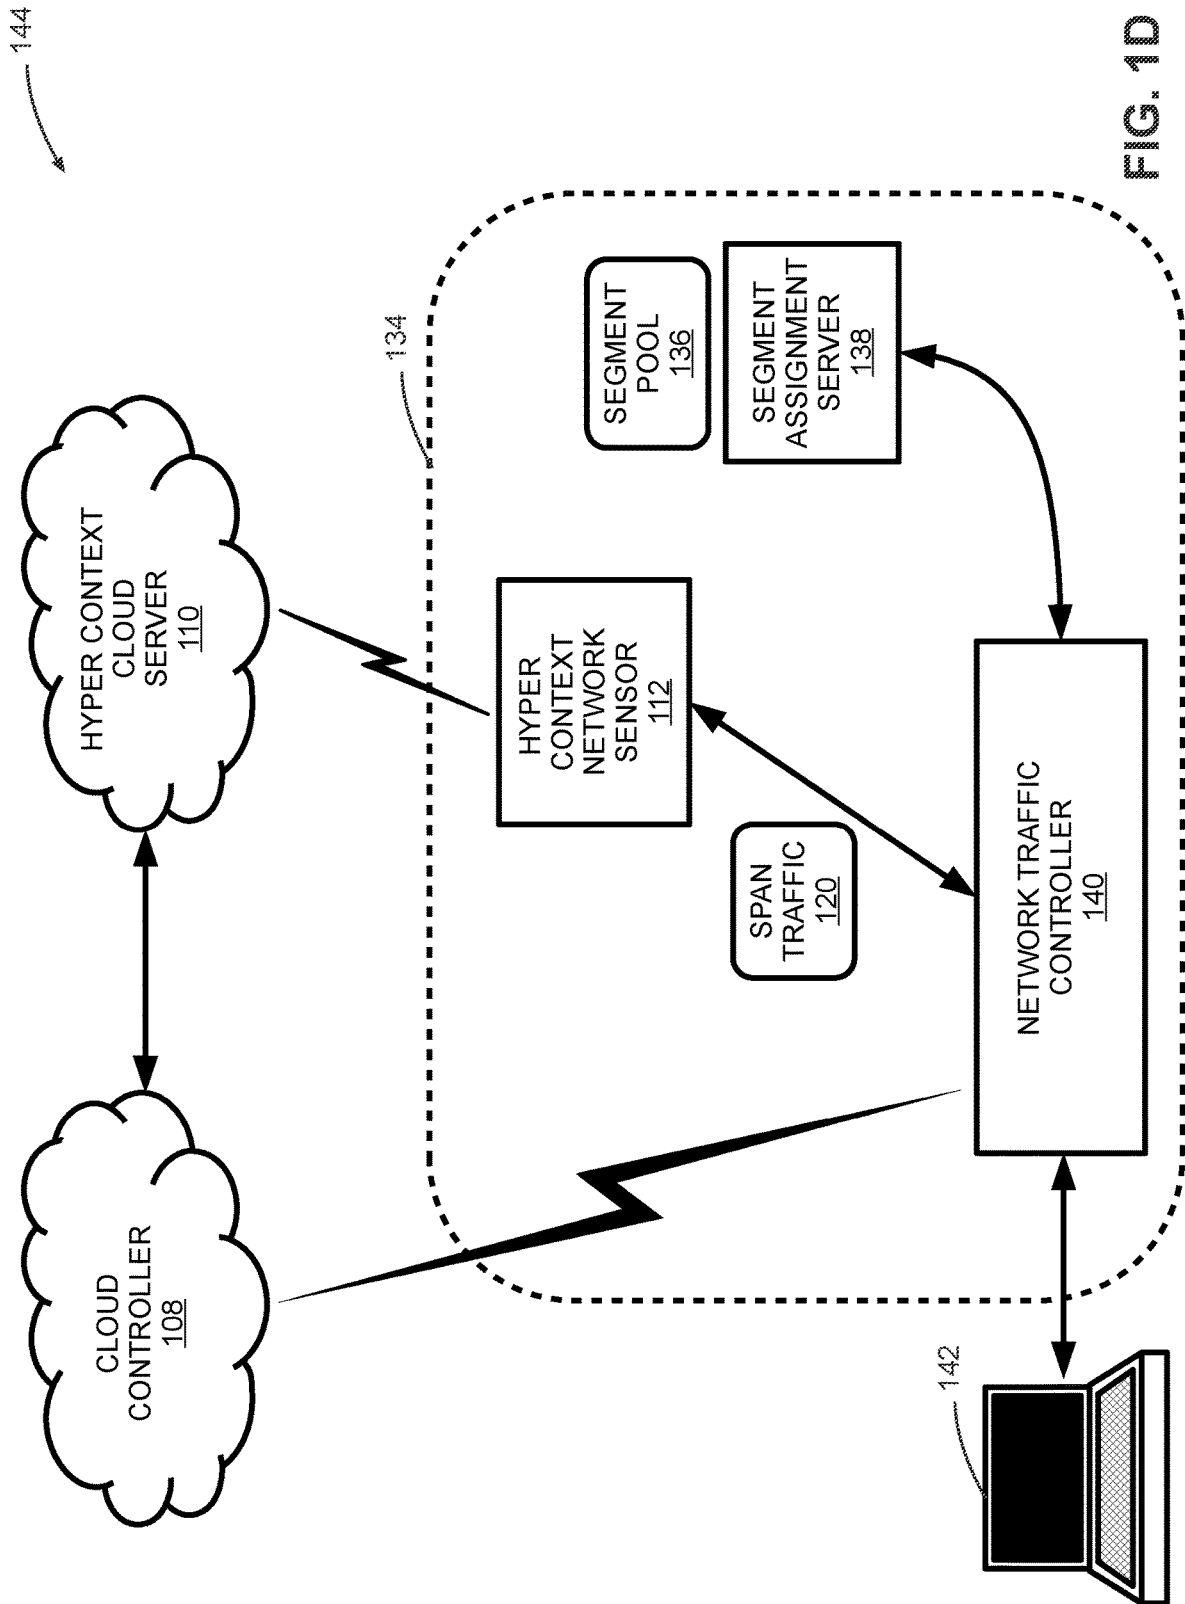 144
CLOUD
CONTROLLER
108
HYPER CONTEXT
CLOUD
SERVER
110
134
HYPER
CONTEXT
NETWORK
SENSOR
112
SEGMENT
POOL
136
SEGMENT
ASSIGNMENT
SERVER
138
SPAN
TRAFFIC
120
142
NETWORK TRAFFIC
CONTROLLER
140
FIG. 1D